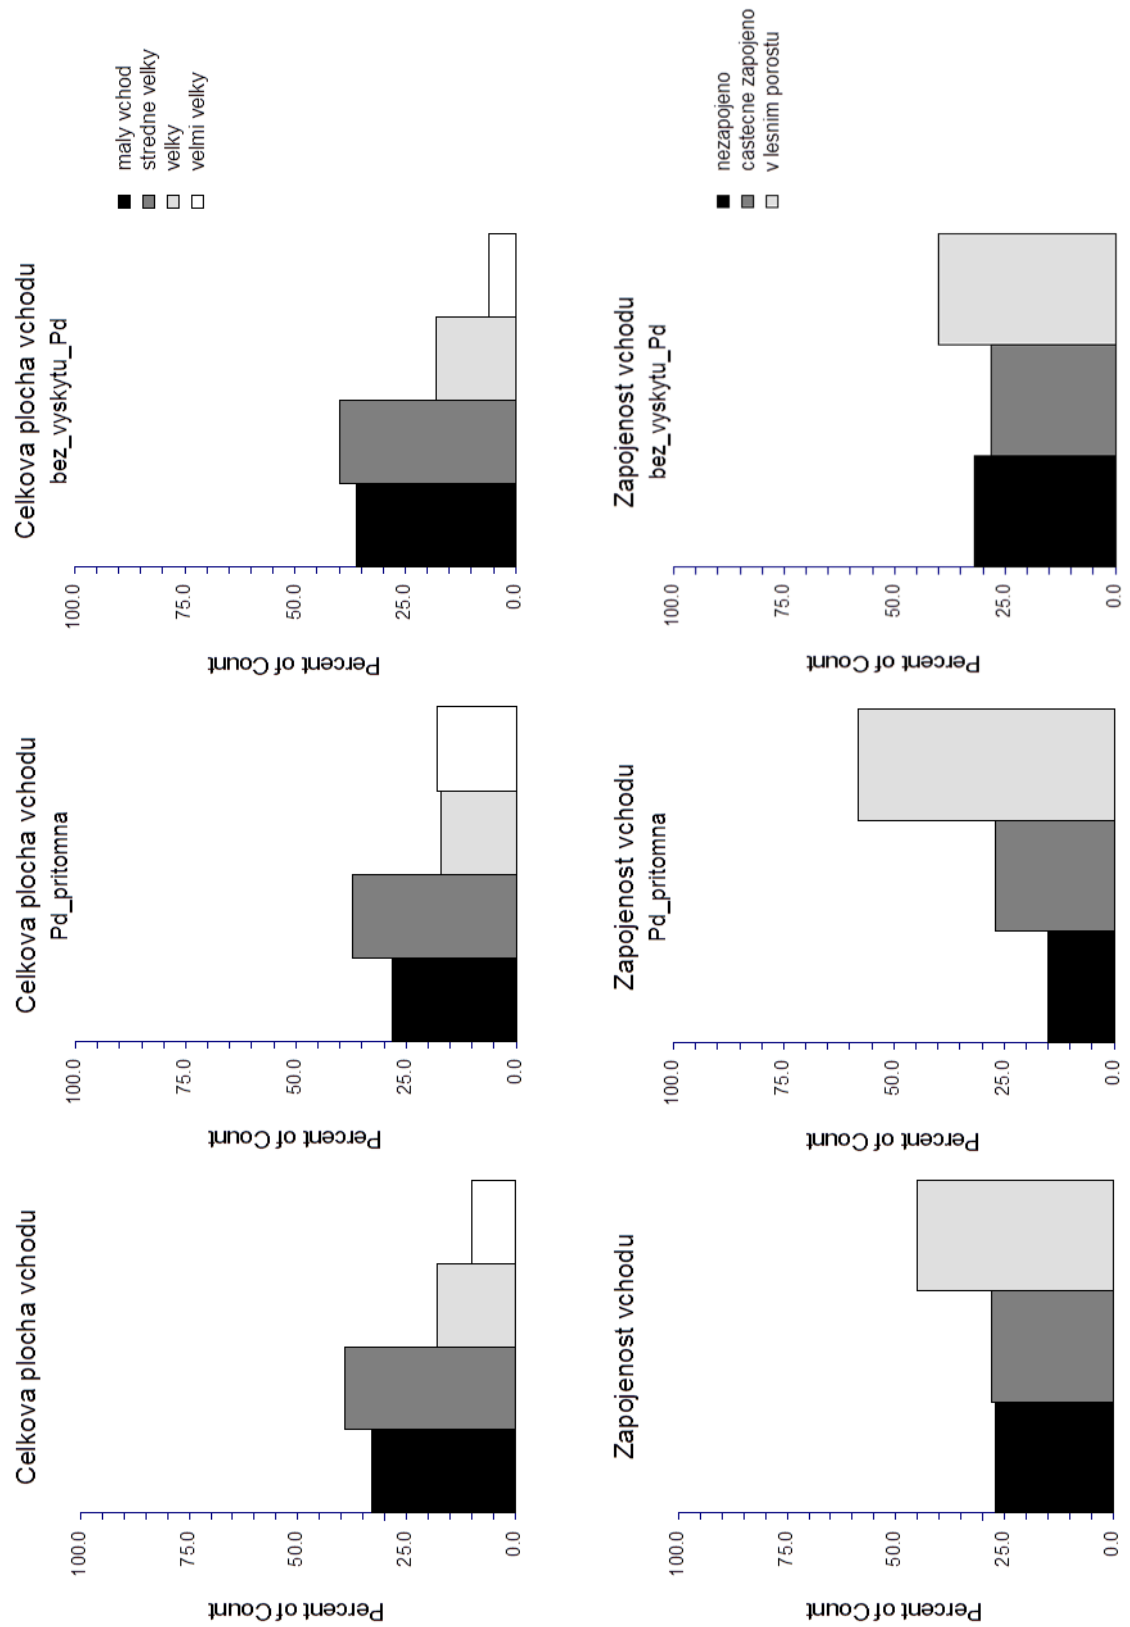 Celkova plocha vchodu
Percent of Count
100.0
75.0
50.0
25.0
0.0
Celkova plocha vchodu
Pd_pritomna
Percent of Count
100.0
75.0
50.0
25.0
0.0
Celkova plocha vchodu
bez_vyskytu_Pd
Percent of Count
100.0
75.0
50.0
25.0
0.0
maly vchod
stredne velky
velky
velmi velky
Zapojenost vchodu
Percent of Count
100.0
75.0
50.0
25.0
0.0
Zapojenost vchodu
Pd_pritomna
Percent of Count
100.0
75.0
50.0
25.0
0.0
Zapojenost vchodu
bez_vyskytu_Pd
Percent of Count
100.0
75.0
50.0
25.0
0.0
nezapojeno
castecne zapojeno
v lesnim porostu